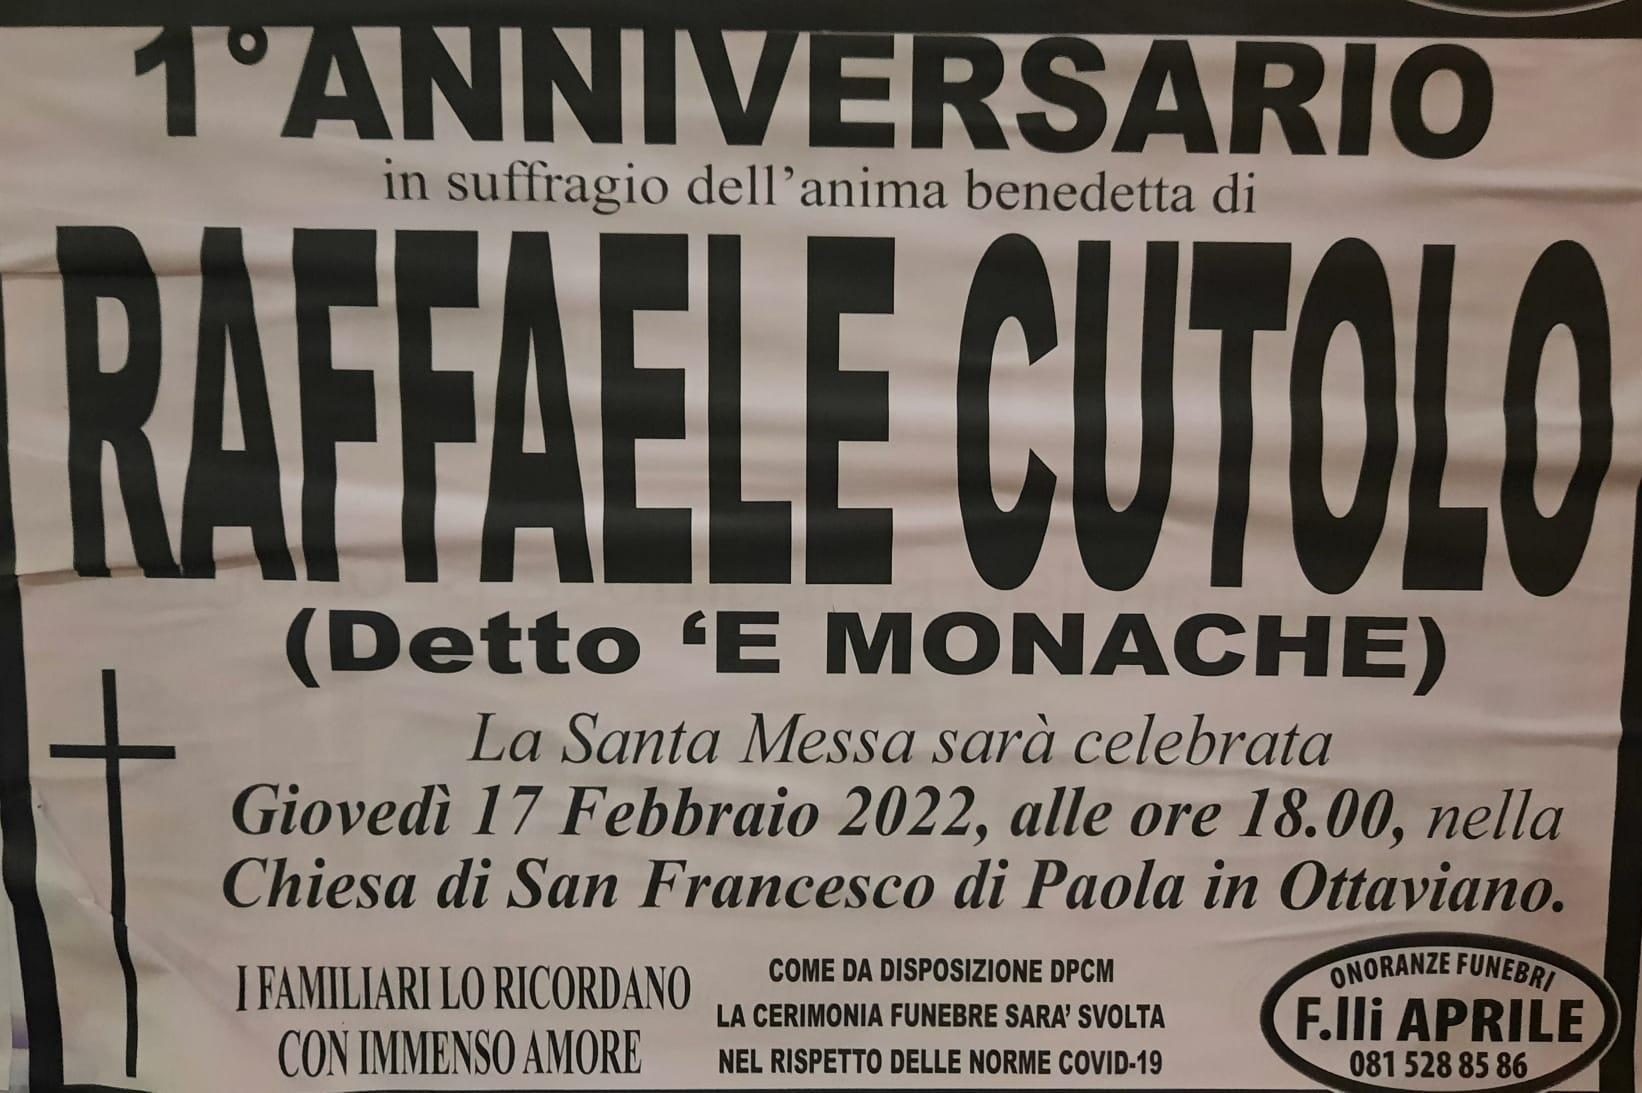 1° ANNIVERSARIO
in suffragio dell'anima benedetta di
RAFFAELE CUTOLO
(Detto ‘E MONACHE)
La Santa Messa sarà celebrata
Giovedì 17 Febbraio 2022, alle ore 18.00, nella
Chiesa di San Francesco di Paola in Ottaviano.
I FAMILIARI LO RICORDANO
CON IMMENSO AMORE
COME DA DISPOSIZIONE DPCM
LA CERIMONIA FUNEBRE SARA’ SVOLTA
NEL RISPETTO DELLE NORME COVID-19
ONORANZE FUNEBRI
F.lli APRILE
081 528 85 86